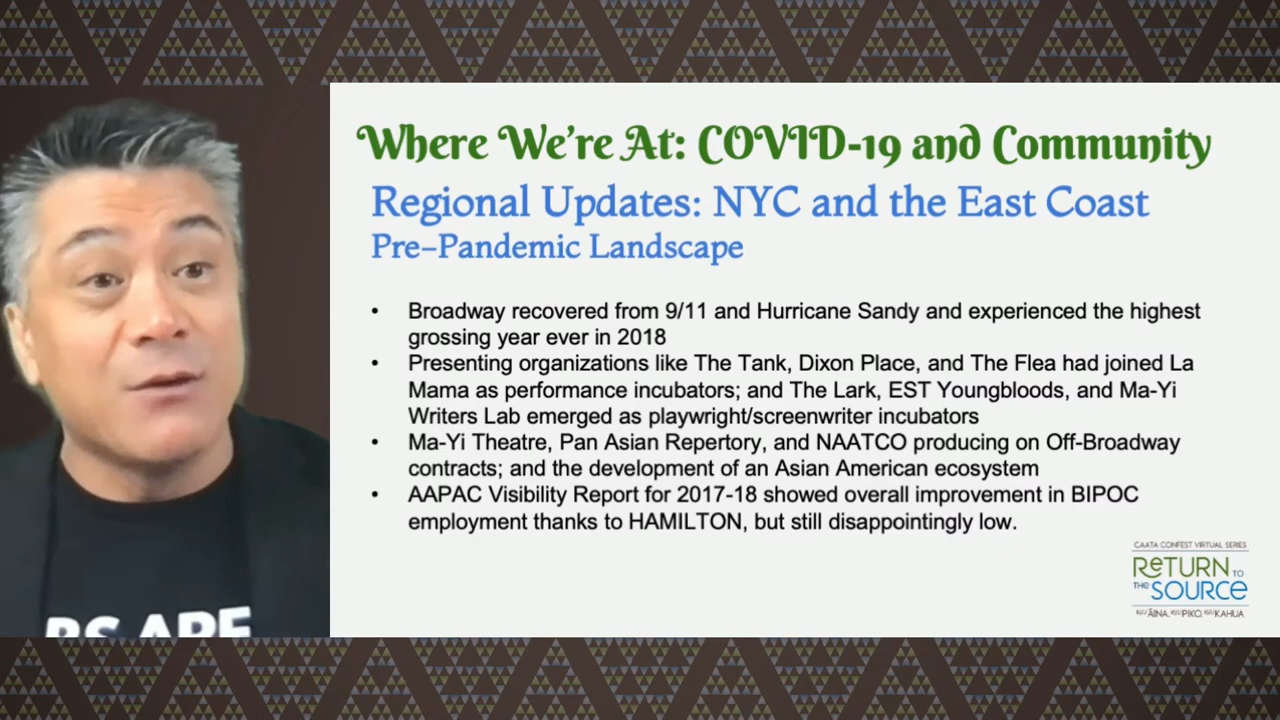 Where We're At: COVID-19 and Community
Regional Updates: NYC and the East Coast
Pre-Pandemic Landscape
• Broadway recovered from 9/11 and Hurricane Sandy and experienced the highest
grossing year ever in 2018
• Presenting organizations like The Tank, Dixon Place, and The Flea had joined La
Mama as performance incubators; and The Lark, EST Youngbloods, and Ma-Yi
Writers Lab emerged as playwright/screenwriter incubators
• Ma-Yi Theatre, Pan Asian Repertory, and NAATCO producing on Off-Broadway
contracts; and the development of an Asian American ecosystem
• AAPAC Visibility Report for 2017-18 showed overall improvement in BIPOC
employment thanks to HAMILTON, but still disappointingly low.
CAATA CONFEST VIRTUAL SERIES
ReTURN TO
THE SOURCE
ĀINA, PIKO, KAHUA
ARE